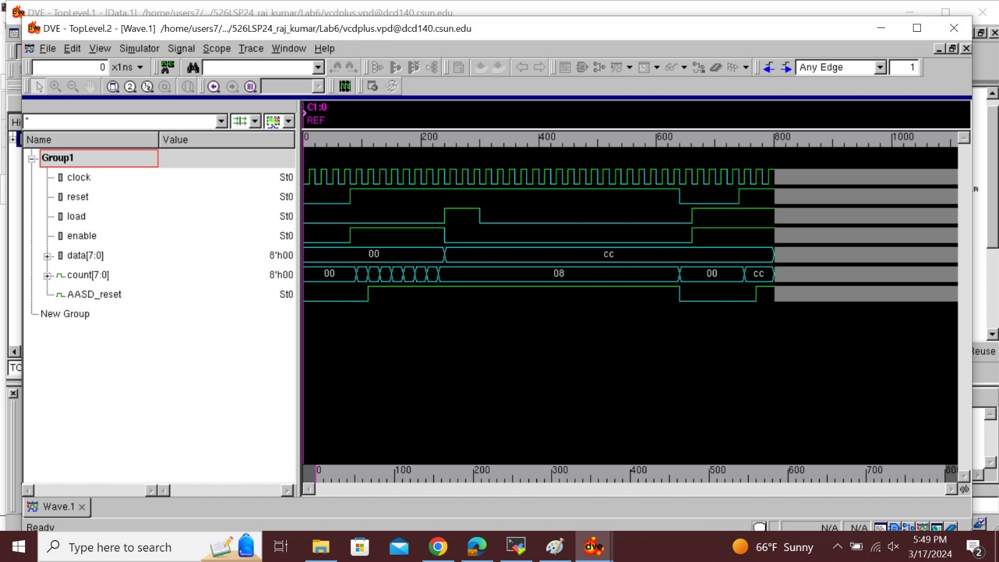 DVE - TopLevel.1 - [Data.1] /home/users7/.../526LSP24_raj_kumar/Lab6/vcdplus.vpd@dcd140.csun.edu
DVE - TopLevel.2 - [Wave.1] /home/users7/.../526LSP24_raj_kumar/Lab6/vcdplus.vpd@dcd140.csun.edu
File Edit View Simulator Signal Scope Trace Window Help
0 x1ns Any Edge 1
C1:0
REF
Hi *
Name Value 0 200 400 600 800 1000
Group1
clock St0
reset St0
load St0
enable St0
data[7:0] 8'h00 00 cc
count[7:0] 8'h00 00 08 00 cc
AASD_reset St0
New Group
Reuse
0 100 200 300 400 500 600 700 80
Wave.1
Ready N/A N/A
Type here to search dve 66°F Sunny 5:49 PM
3/17/2024 2